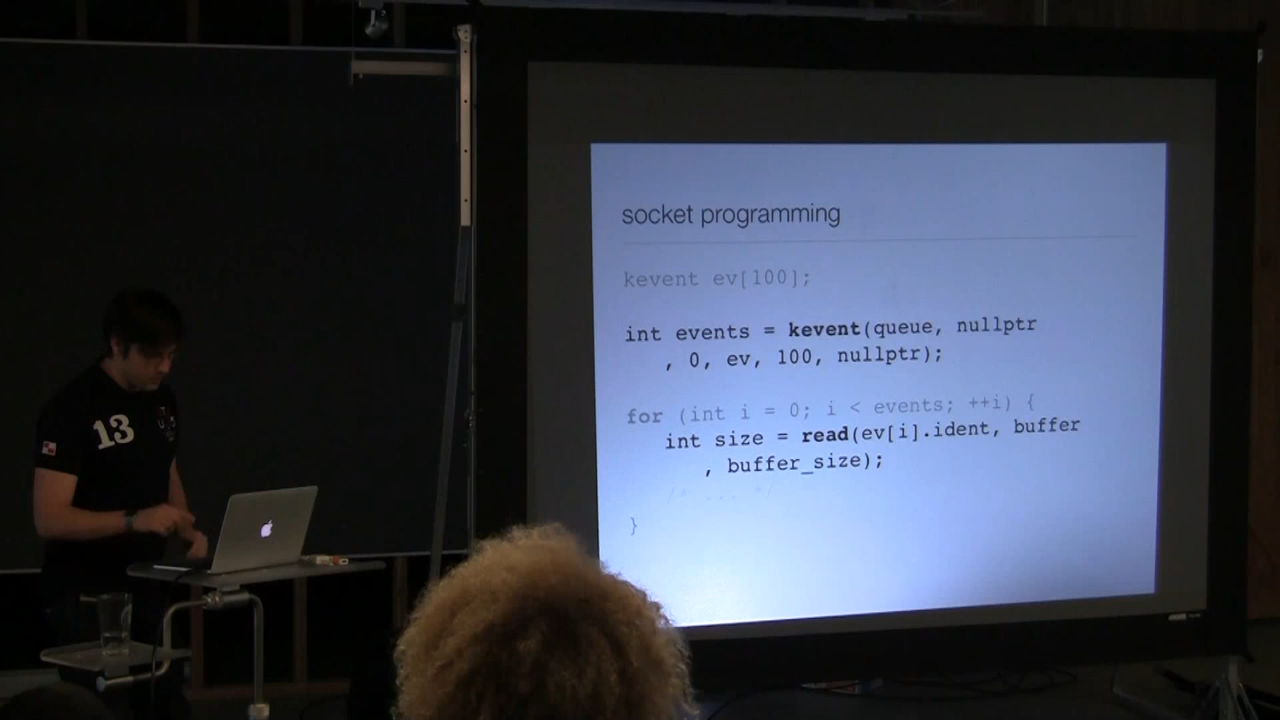 socket programming
kevent ev[100];
int events = kevent(queue, nullptr
, 0, ev, 100, nullptr);
for (int i = 0; i < events; ++i) {
int size = read(ev[i].ident, buffer
, buffer_size);
/* ... */
}
13